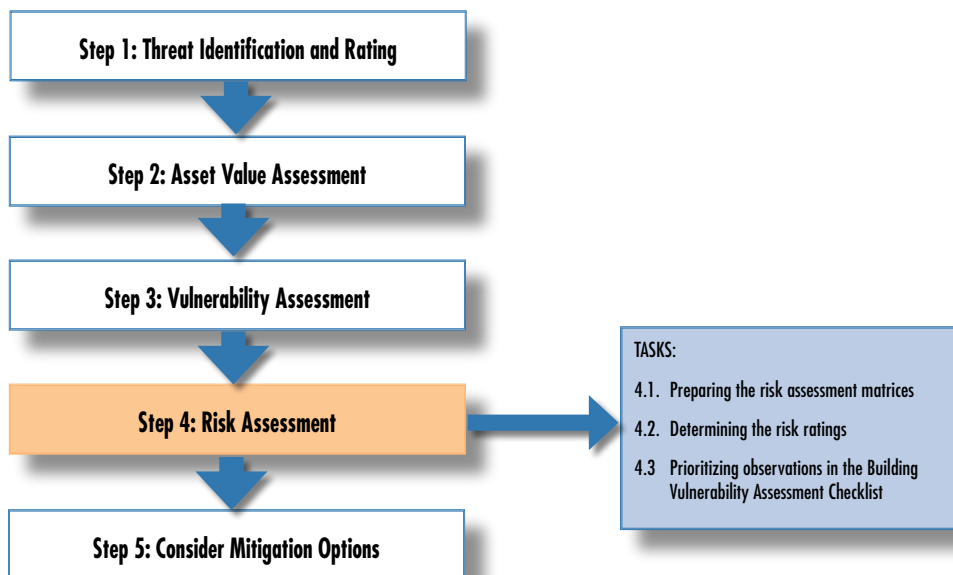 Step 1: Threat Identification and Rating
Step 2: Asset Value Assessment
Step 3: Vulnerability Assessment
Step 4: Risk Assessment
TASKS:
4.1. Preparing the risk assessment matrices
4.2. Determining the risk ratings
4.3 Prioritizing observations in the Building
Vulnerability Assessment Checklist
Step 5: Consider Mitigation Options